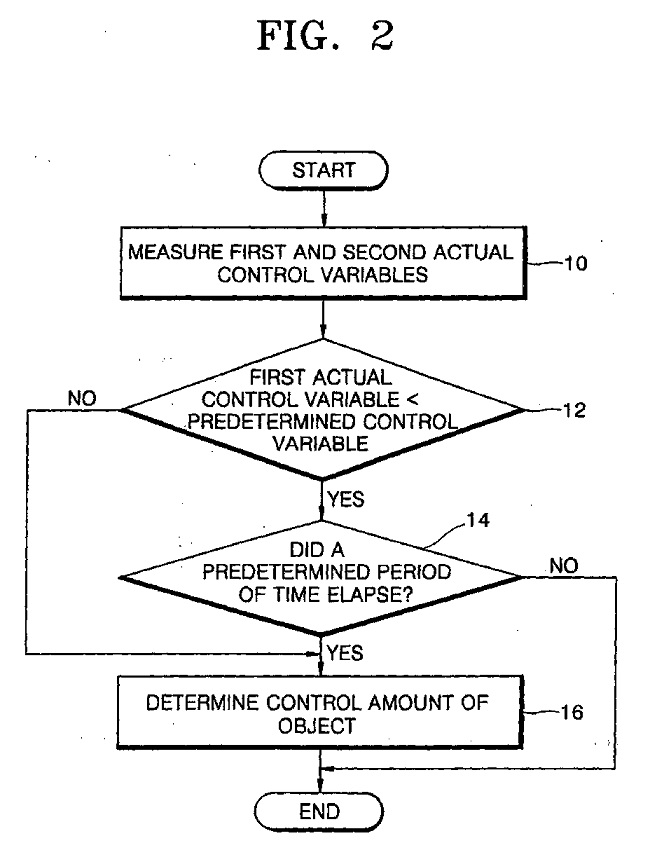 FIG. 2
START
MEASURE FIRST AND SECOND ACTUAL
CONTROL VARIABLES
10
FIRST ACTUAL
CONTROL VARIABLE <
PREDETERMINED CONTROL
VARIABLE
12
NO
YES
14
DID A
PREDETERMINED PERIOD
OF TIME ELAPSE?
NO
YES
DETERMINE CONTROL AMOUNT OF
OBJECT
16
END